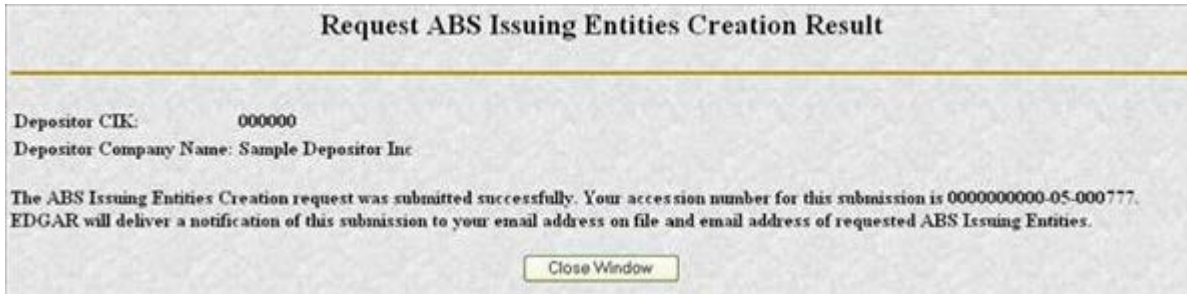 Request ABS Issuing Entities Creation Result
Depositor CIK: 000000
Depositor Company Name: Sample Depositor Inc
The ABS Issuing Entities Creation request was submitted successfully. Your accession number for this submission is 0000000000-05-000777.
EDGAR will deliver a notification of this submission to your email address on file and email address of requested ABS Issuing Entities.
Close Window